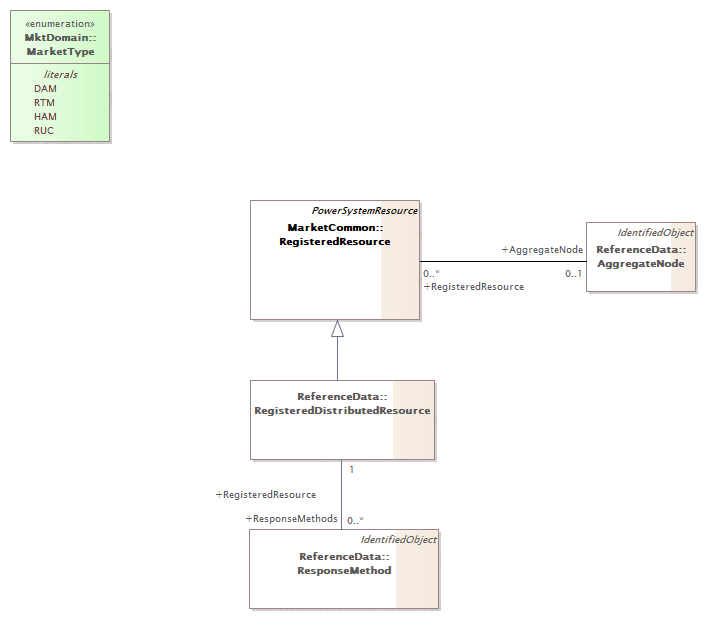 «enumeration»
MktDomain::
MarketType
literals
DAM
RTM
HAM
RUC
PowerSystemResource
MarketCommon::
RegisteredResource
IdentifiedObject
ReferenceData::
AggregateNode
+AggregateNode
0..*
0..1
+RegisteredResource
ReferenceData::
RegisteredDistributedResource
1
+RegisteredResource
+ResponseMethods
0..*
IdentifiedObject
ReferenceData::
ResponseMethod